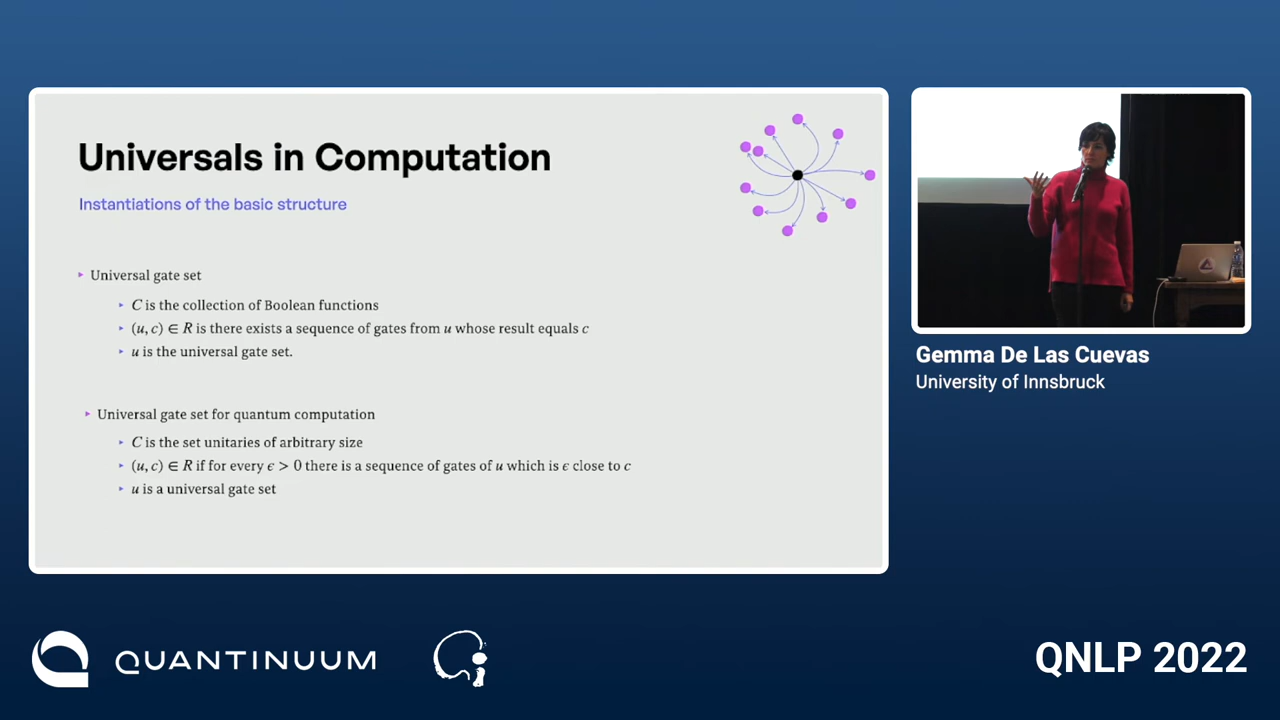 Universals in Computation
Instantiations of the basic structure
Universal gate set
C is the collection of Boolean functions
(u, c) ∈ R is there exists a sequence of gates from u whose result equals c
u is the universal gate set.
Universal gate set for quantum computation
C is the set unitaries of arbitrary size
(u, c) ∈ R if for every ϵ > 0 there is a sequence of gates of u which is ϵ close to c
u is a universal gate set
Gemma De Las Cuevas
University of Innsbruck
QUANTINUUM
QNLP 2022